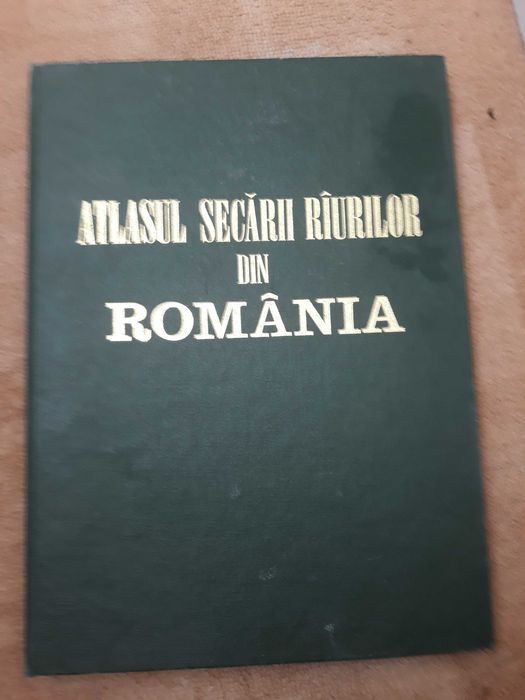 ATLASUL SECĂRII RÎURILOR
DIN
ROMÂNIA